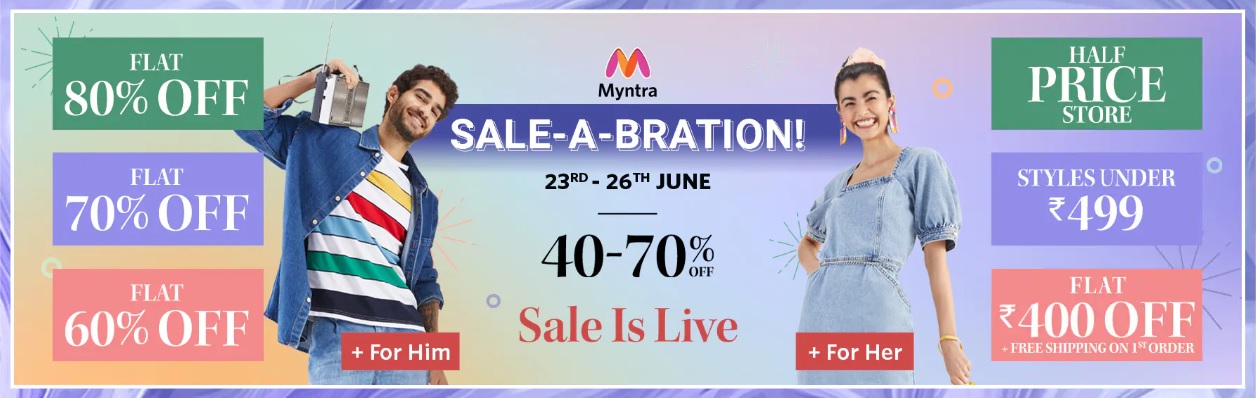 FLAT
80% OFF
FLAT
70% OFF
FLAT
60% OFF
Myntra
SALE-A-BRATION!
23RD - 26TH JUNE
40-70% OFF
Sale Is Live
+ For Him
+ For Her
HALF
PRICE
STORE
STYLES UNDER
₹499
FLAT
₹400 OFF
+ FREE SHIPPING ON 1ST ORDER